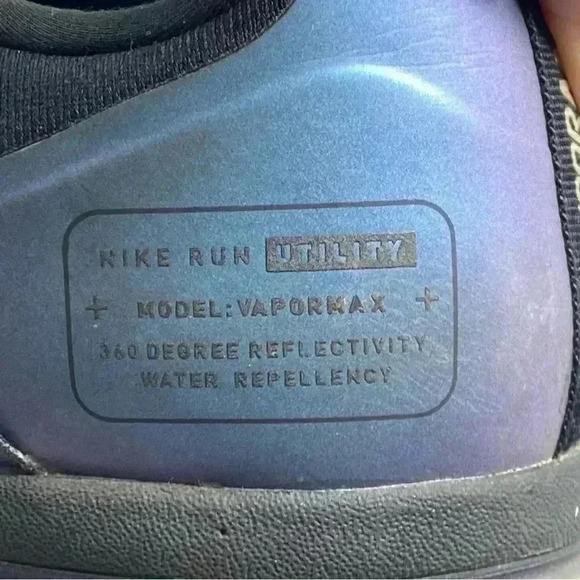 NIKE RUN UTILITY
+ MODEL:VAPORMAX +
360 DEGREE REFLECTIVITY
WATER REPELLENCY